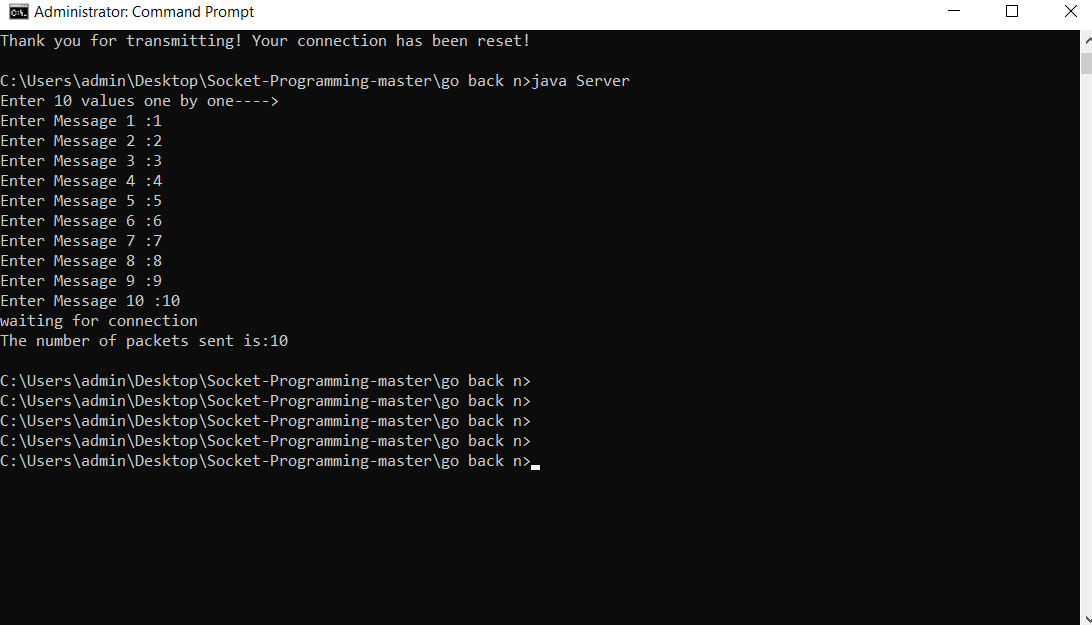 Administrator: Command Prompt
Thank you for transmitting! Your connection has been reset!
C:\Users\admin\Desktop\Socket-Programming-master\go back n>java Server
Enter 10 values one by one---->
Enter Message 1 :1
Enter Message 2 :2
Enter Message 3 :3
Enter Message 4 :4
Enter Message 5 :5
Enter Message 6 :6
Enter Message 7 :7
Enter Message 8 :8
Enter Message 9 :9
Enter Message 10 :10
waiting for connection
The number of packets sent is:10
C:\Users\admin\Desktop\Socket-Programming-master\go back n>
C:\Users\admin\Desktop\Socket-Programming-master\go back n>
C:\Users\admin\Desktop\Socket-Programming-master\go back n>
C:\Users\admin\Desktop\Socket-Programming-master\go back n>
C:\Users\admin\Desktop\Socket-Programming-master\go back n>